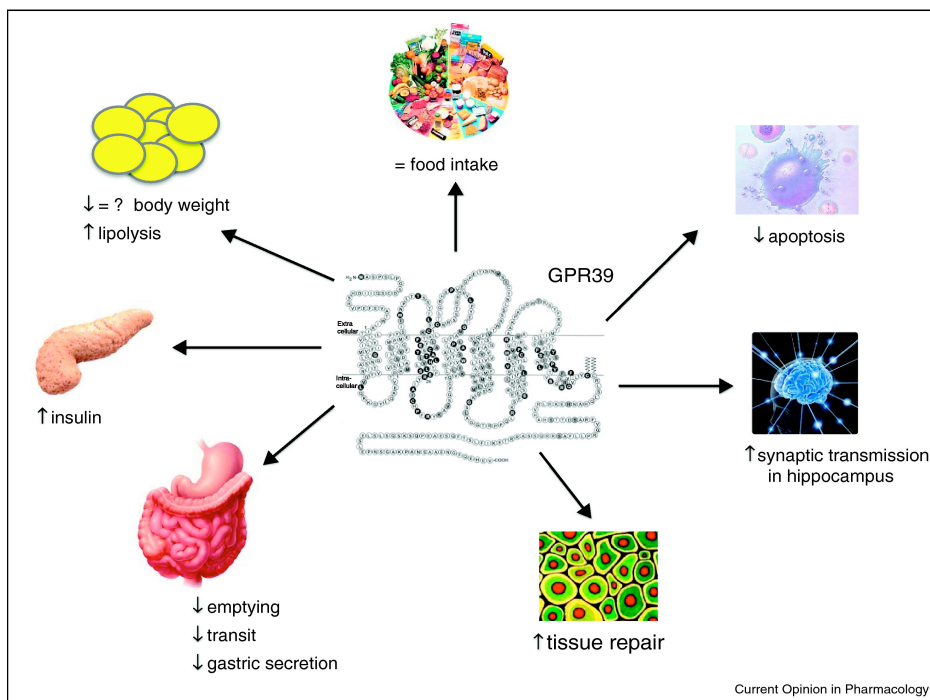 = food intake
↓ = ? body weight
↑ lipolysis
↓ apoptosis
GPR39
Extra
cellular
Intra-
cellular
COOH
↑ insulin
↑ synaptic transmission
in hippocampus
↓ emptying
↓ transit
↓ gastric secretion
↑ tissue repair
Current Opinion in Pharmacology